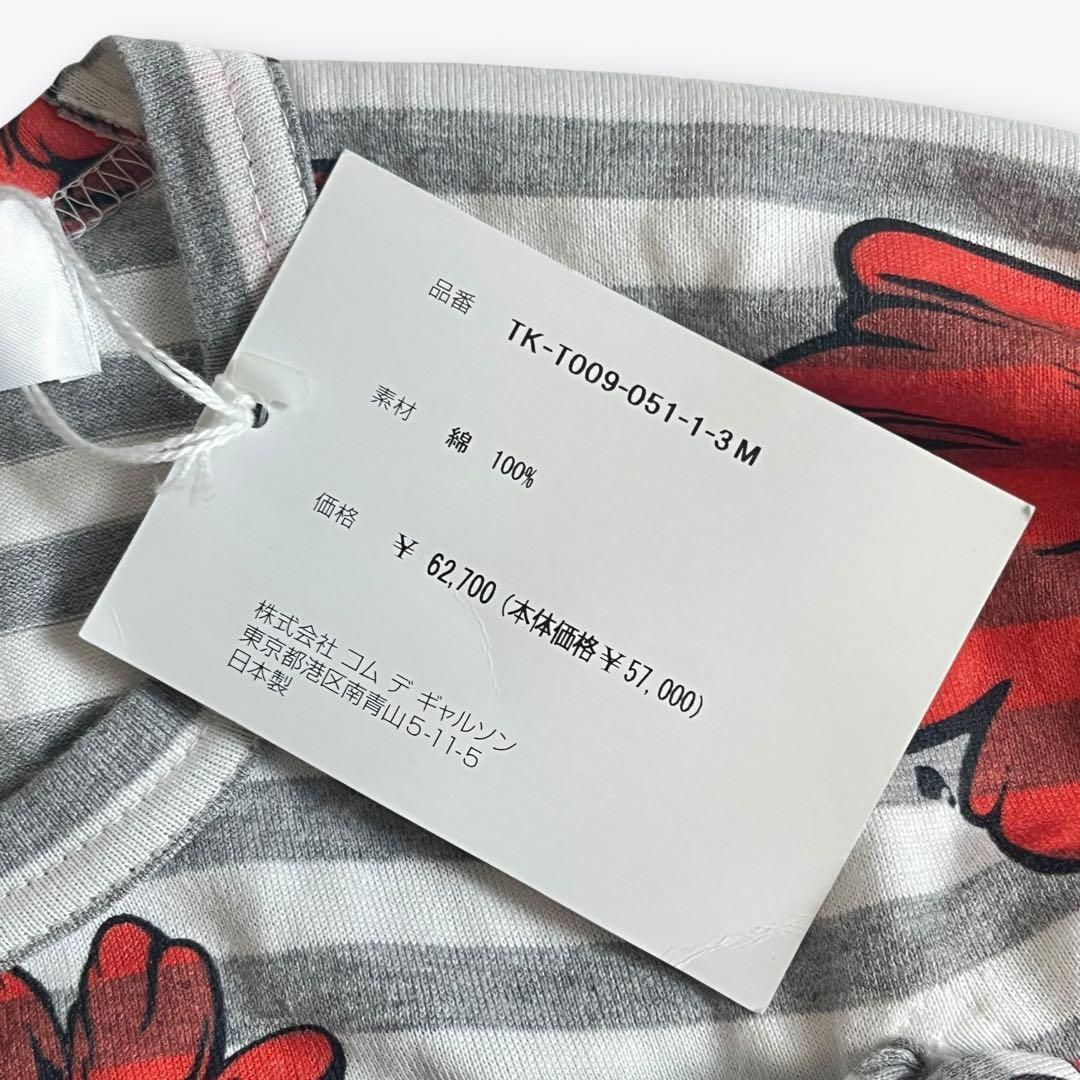 品番 TK-T009-051-1-3M
素材 綿 100%
価格 ¥ 62,700 (本体価格¥57,000)
株式会社 コム デ ギャルソン
東京都港区南青山5-11-5
日本製